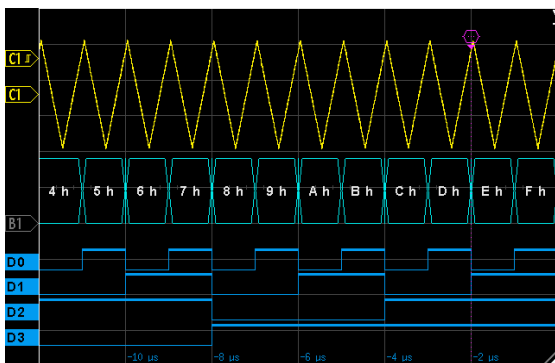 C1
C1
4 h 5 h 6 h 7 h 8 h 9 h A h B h C h D h E h F h
B1
D0
D1
D2
D3
-10 µs -8 µs -6 µs -4 µs -2 µs